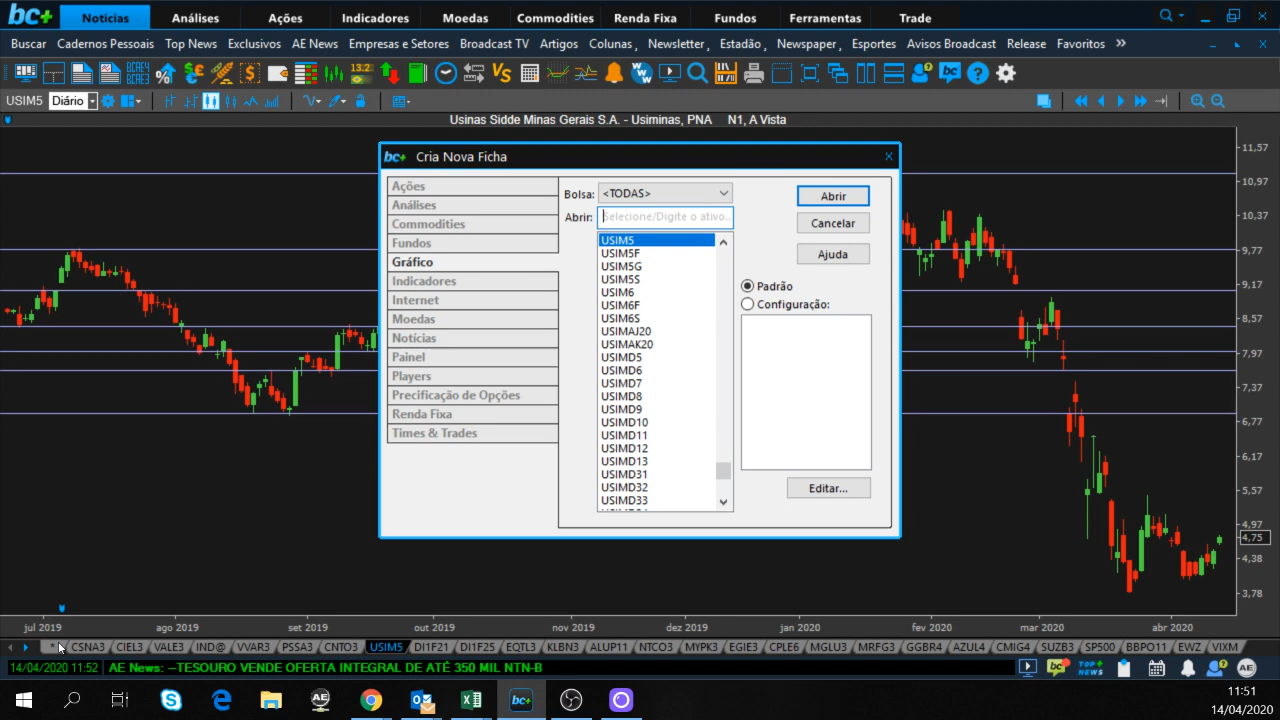 bc+ Notícias Análises Ações Indicadores Moedas Commodities Renda Fixa Fundos Ferramentas Trade
Buscar Cadernos Pessoais Top News Exclusivos AE News Empresas e Setores Broadcast TV Artigos Colunas, Newsletter, Estadão, Newspaper, Esportes Avisos Broadcast Release Favoritos »
USIM5 Diário
Usinas Sidde Minas Gerais S.A. - Usiminas, PNA N1, A Vista
bc+ Cria Nova Ficha
Ações
Análises
Commodities
Fundos
Gráfico
Indicadores
Internet
Moedas
Notícias
Painel
Players
Precificação de Opções
Renda Fixa
Times & Trades
Bolsa: <TODAS>
Abrir: Selecione/Digite o ativo..
USIM5
USIM5F
USIM5G
USIM5S
USIM6
USIM6F
USIM6S
USIMAJ20
USIMAK20
USIMD5
USIMD6
USIMD7
USIMD8
USIMD9
USIMD10
USIMD11
USIMD12
USIMD13
USIMD31
USIMD32
USIMD33
Abrir
Cancelar
Ajuda
Padrão
Configuração:
Editar...
11,57
10,97
10,37
9,77
9,17
8,57
7,97
7,37
6,77
6,17
5,57
4,97
4,75
4,38
3,78
jul 2019 ago 2019 set 2019 out 2019 nov 2019 dez 2019 jan 2020 fev 2020 mar 2020 abr 2020
* CSNA3 CIEL3 VALE3 IND@ VVAR3 PSSA3 CNTO3 USIM5 DI1F21 DI1F25 EQTL3 KLBN3 ALUP11 NTCO3 MYPK3 EGIE3 CPLE6 MGLU3 MRFG3 GGBR4 AZUL4 CMIG4 SUZB3 SP500 BBPO11 EWZ VIXM
14/04/2020 11:52 AE News: --TESOURO VENDE OFERTA INTEGRAL DE ATÉ 350 MIL NTN-B
bc+ TOP+ NEWS AE
AE bc+
11:51
14/04/2020